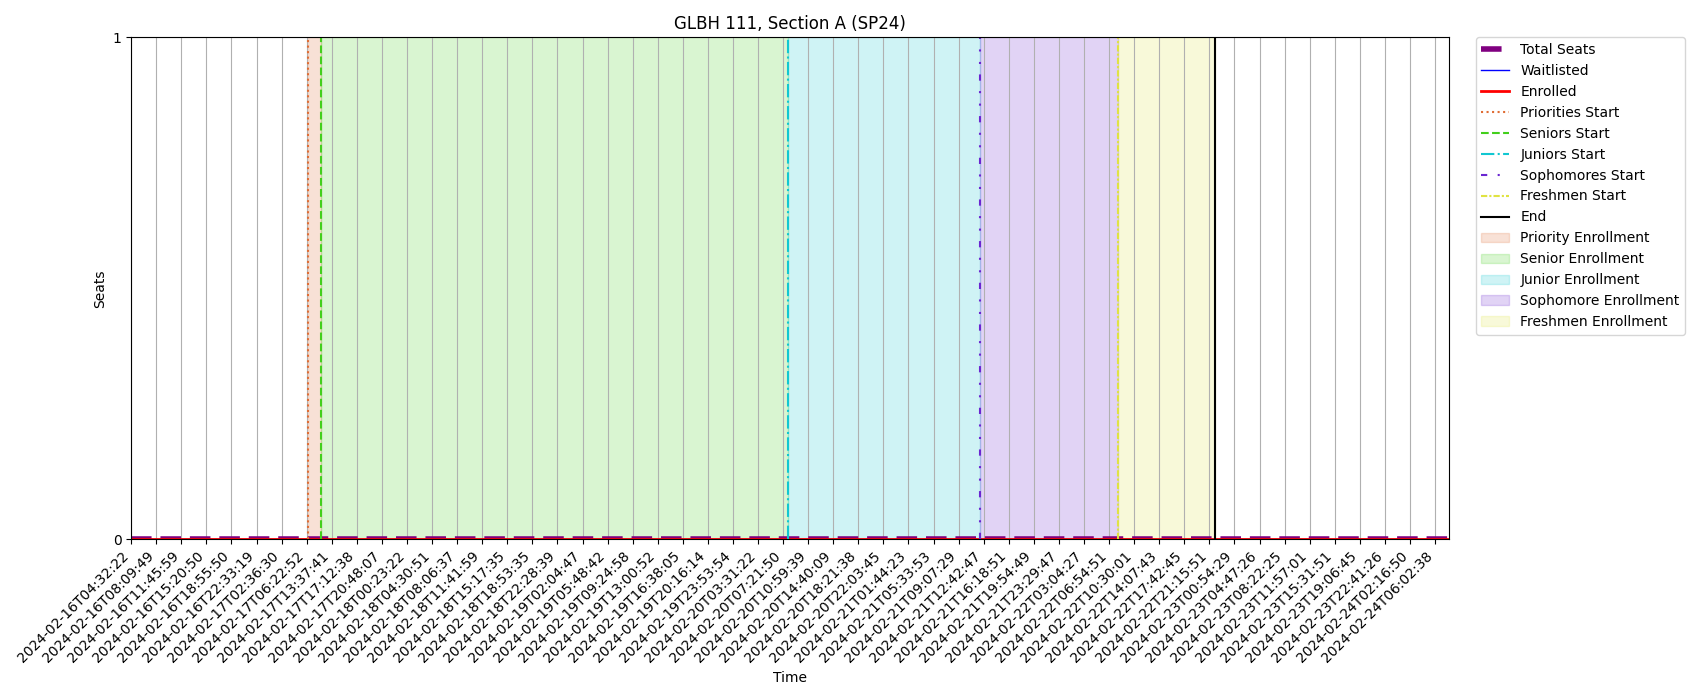 GLBH 111, Section A (SP24)
1
0
Seats
2024-02-16T04:32:22
2024-02-16T08:09:49
2024-02-16T11:45:59
2024-02-16T15:20:50
2024-02-16T18:55:50
2024-02-16T22:33:19
2024-02-17T02:36:30
2024-02-17T06:22:52
2024-02-17T13:37:41
2024-02-17T17:12:38
2024-02-17T20:48:07
2024-02-18T00:23:22
2024-02-18T04:30:51
2024-02-18T08:06:37
2024-02-18T11:41:59
2024-02-18T15:17:35
2024-02-18T18:53:35
2024-02-18T22:28:39
2024-02-19T02:04:47
2024-02-19T05:48:42
2024-02-19T09:24:58
2024-02-19T13:00:52
2024-02-19T16:38:05
2024-02-19T20:16:14
2024-02-19T23:53:54
2024-02-20T03:31:22
2024-02-20T07:21:50
2024-02-20T10:59:39
2024-02-20T14:40:09
2024-02-20T18:21:38
2024-02-20T22:03:45
2024-02-21T01:44:23
2024-02-21T05:33:53
2024-02-21T09:07:29
2024-02-21T12:42:47
2024-02-21T16:18:51
2024-02-21T19:54:49
2024-02-21T23:29:47
2024-02-22T03:04:27
2024-02-22T06:54:51
2024-02-22T10:30:01
2024-02-22T14:07:43
2024-02-22T17:42:45
2024-02-22T21:15:51
2024-02-23T00:54:29
2024-02-23T04:47:26
2024-02-23T08:22:25
2024-02-23T11:57:01
2024-02-23T15:31:51
2024-02-23T19:06:45
2024-02-23T22:41:26
2024-02-24T02:16:50
2024-02-24T06:02:38
Time
Total Seats
Waitlisted
Enrolled
Priorities Start
Seniors Start
Juniors Start
Sophomores Start
Freshmen Start
End
Priority Enrollment
Senior Enrollment
Junior Enrollment
Sophomore Enrollment
Freshmen Enrollment